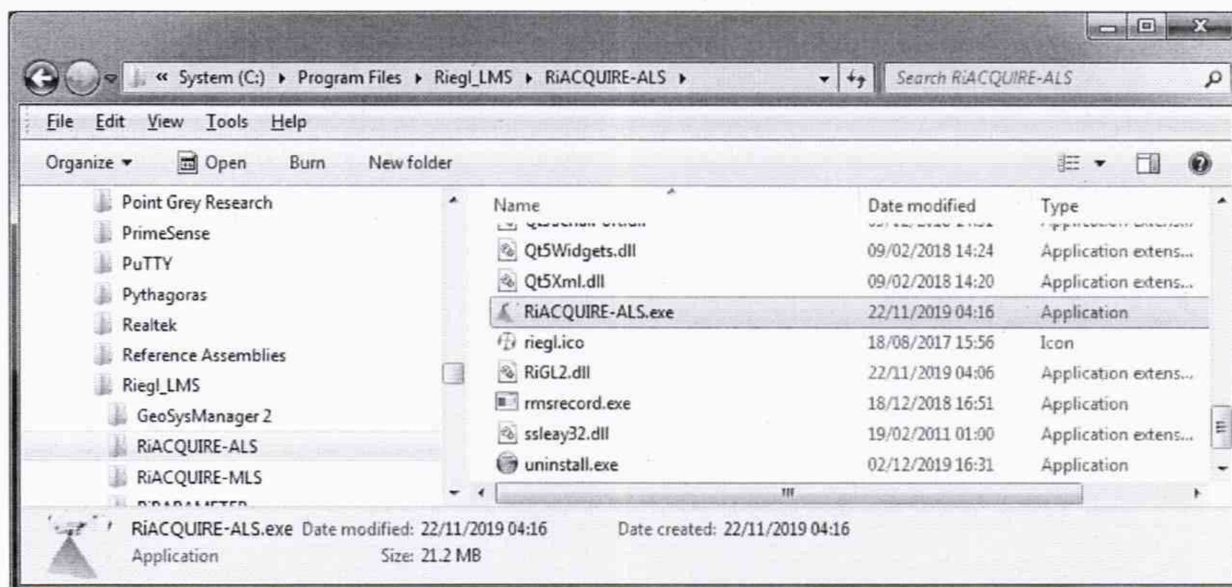 « System (C:) ▸ Program Files ▸ Riegl_LMS ▸ RiACQUIRE-ALS ▸
Search RiACQUIRE-ALS
File Edit View Tools Help
Organize ▾ Open Burn New folder
Point Grey Research
PrimeSense
PuTTY
Pythagoras
Realtek
Reference Assemblies
Riegl_LMS
GeoSysManager 2
RiACQUIRE-ALS
RiACQUIRE-MLS
Name Date modified Type
Qt5Widgets.dll 09/02/2018 14:24 Application extens...
Qt5Xml.dll 09/02/2018 14:20 Application extens...
RiACQUIRE-ALS.exe 22/11/2019 04:16 Application
riegl.ico 18/08/2017 15:56 Icon
RiGL2.dll 22/11/2019 04:06 Application extens...
rmsrecord.exe 18/12/2018 16:51 Application
ssleay32.dll 19/02/2011 01:00 Application extens...
uninstall.exe 02/12/2019 16:31 Application
RiACQUIRE-ALS.exe Date modified: 22/11/2019 04:16 Date created: 22/11/2019 04:16
Application Size: 21.2 MB